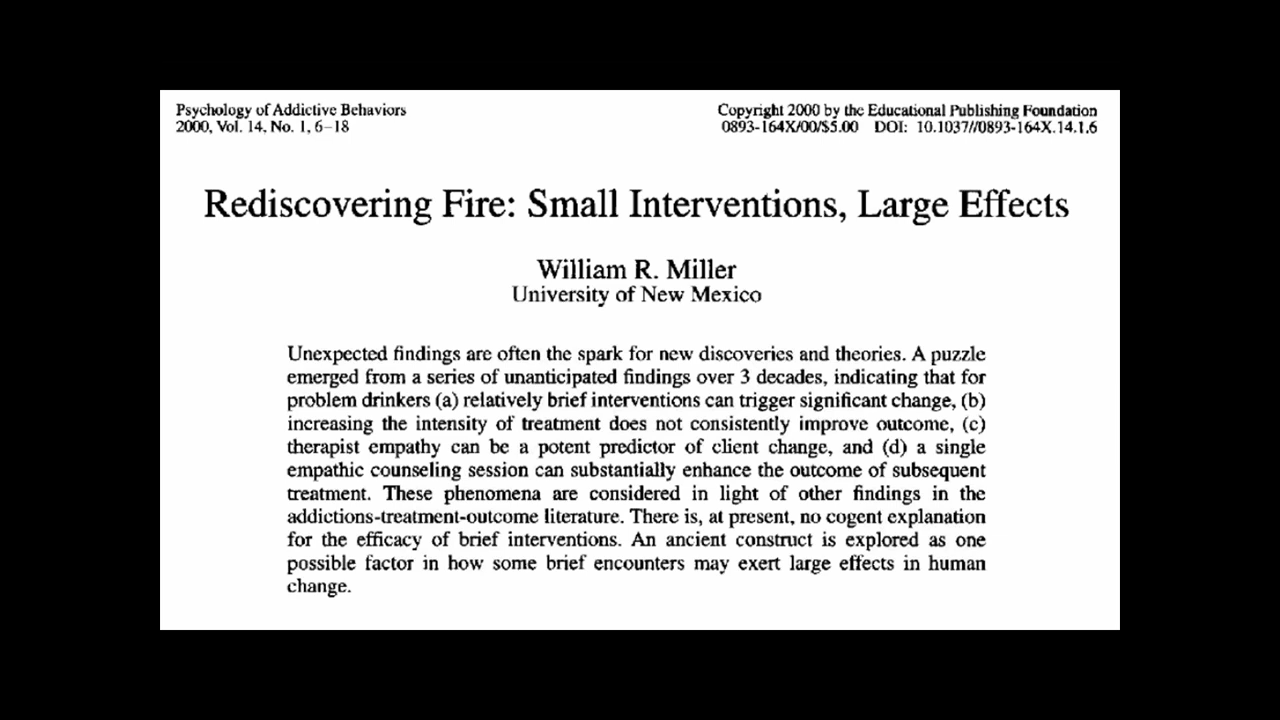 Psychology of Addictive Behaviors
2000, Vol. 14, No. 1, 6–18
Copyright 2000 by the Educational Publishing Foundation
0893-164X/00/$5.00 DOI: 10.1037//0893-164X.14.1.6
Rediscovering Fire: Small Interventions, Large Effects
William R. Miller
University of New Mexico
Unexpected findings are often the spark for new discoveries and theories. A puzzle
emerged from a series of unanticipated findings over 3 decades, indicating that for
problem drinkers (a) relatively brief interventions can trigger significant change, (b)
increasing the intensity of treatment does not consistently improve outcome, (c)
therapist empathy can be a potent predictor of client change, and (d) a single
empathic counseling session can substantially enhance the outcome of subsequent
treatment. These phenomena are considered in light of other findings in the
addictions-treatment-outcome literature. There is, at present, no cogent explanation
for the efficacy of brief interventions. An ancient construct is explored as one
possible factor in how some brief encounters may exert large effects in human
change.